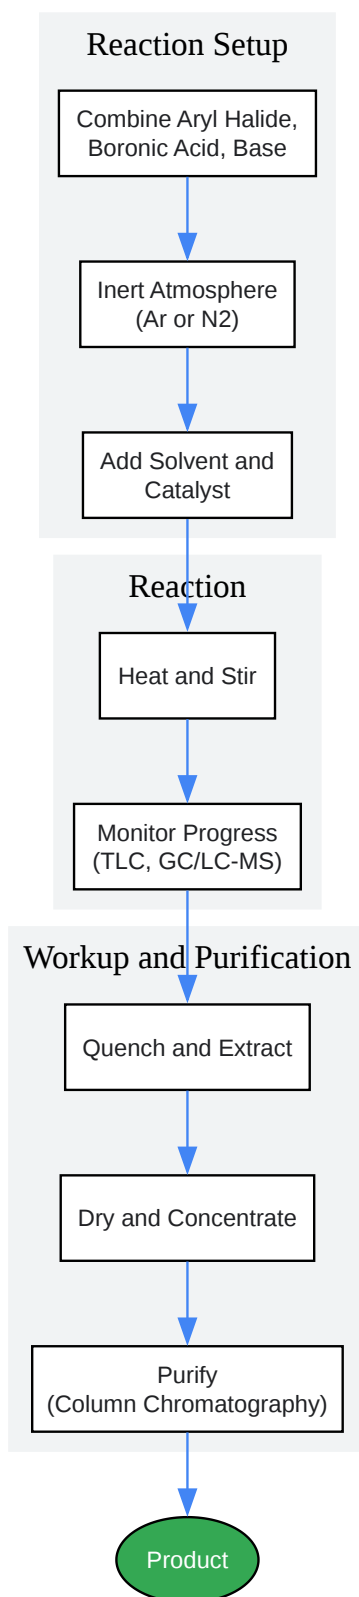 Reaction Setup
Combine Aryl Halide,
Boronic Acid, Base
Inert Atmosphere
(Ar or N2)
Add Solvent and
Catalyst
Reaction
Heat and Stir
Monitor Progress
(TLC, GC/LC-MS)
Workup and Purification
Quench and Extract
Dry and Concentrate
Purify
(Column Chromatography)
Product